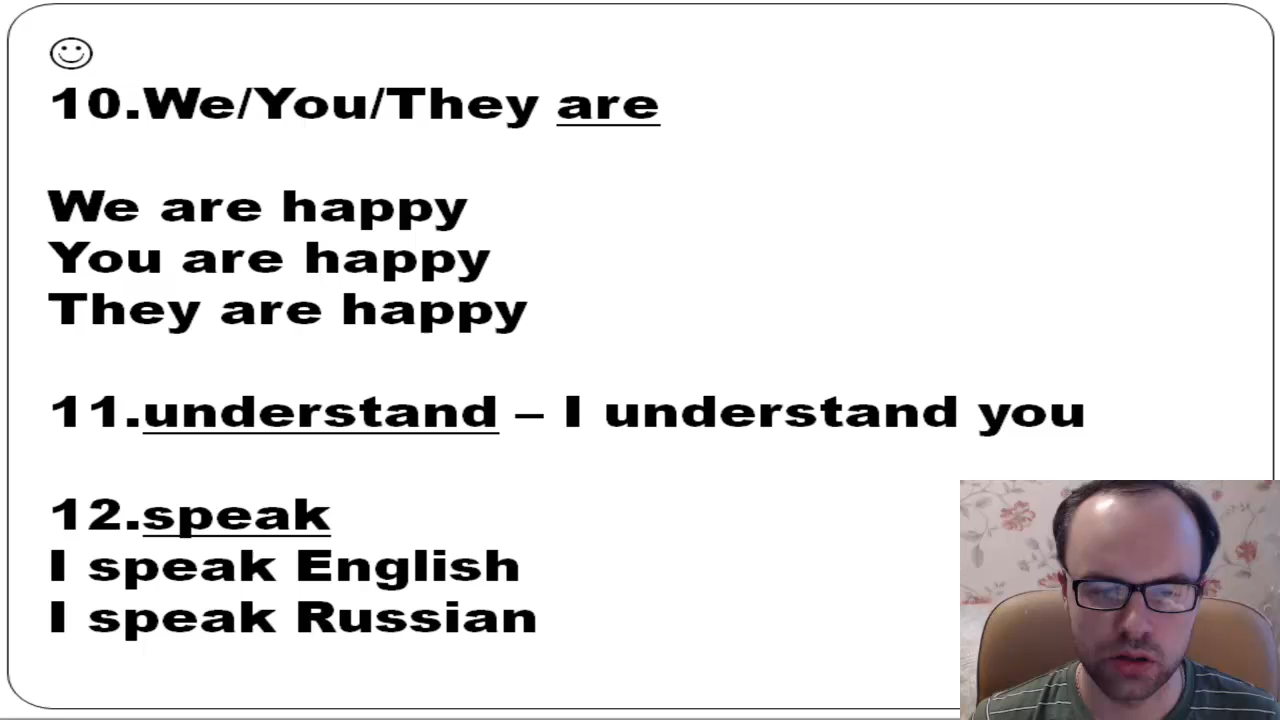 10.We/You/They are
We are happy
You are happy
They are happy
11.understand – I understand you
12.speak
I speak English
I speak Russian